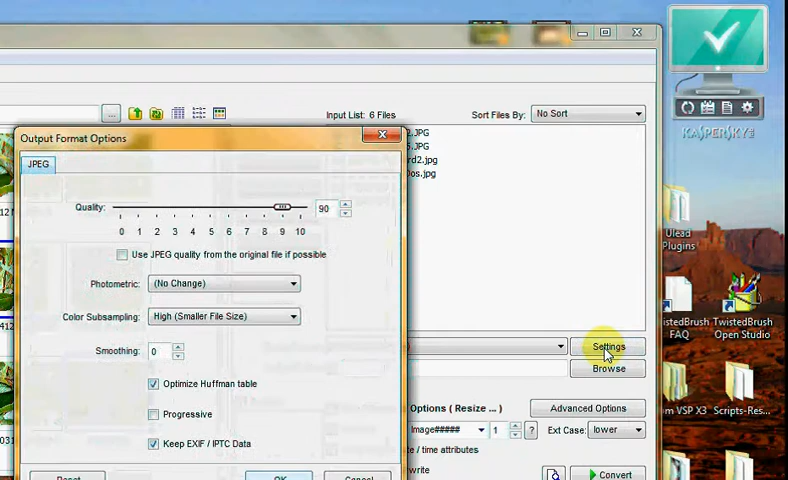 KASPERSKY
Input List: 6 Files
Sort Files By:
No Sort
Output Format Options
JPEG
2.JPG
5.JPG
rd2.jpg
Dos.jpg
Quality:
90
0 1 2 3 4 5 6 7 8 9 10
Use JPEG quality from the original file if possible
Photometric:
(No Change)
Color Subsampling:
High (Smaller File Size)
Smoothing:
0
Optimize Huffman table
Progressive
Keep EXIF / IPTC Data
Reset
OK
Cancel
Settings
Browse
Options ( Resize ... )
Advanced Options
Image#####
1
?
Ext Case:
lower
te / time attributes
write
Convert
Ulead
Plugins
istedBrush
FAQ
TwistedBrush
Open Studio
m VSP X3
Scripts-Res...